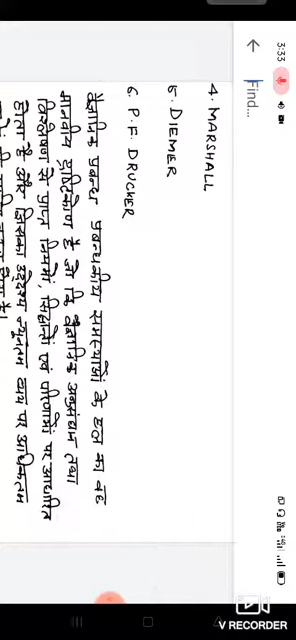 3:33
Find...
4. MARSHALL
5. DIEMER
6. P. F. DRUCKER
वैज्ञानिक प्रबन्ध प्रबन्धकीय समस्याओं के हल का वह
मानवीय दृष्टिकोण है जो कि वैज्ञानिक अनुसंधान तथा
विश्लेषण से प्राप्त नियमों, सिद्धान्तों एवं परिणामों पर आधारित
होता है और जिसका उद्देश्य न्यूनतम व्यय पर अधिकतम
V RECORDER